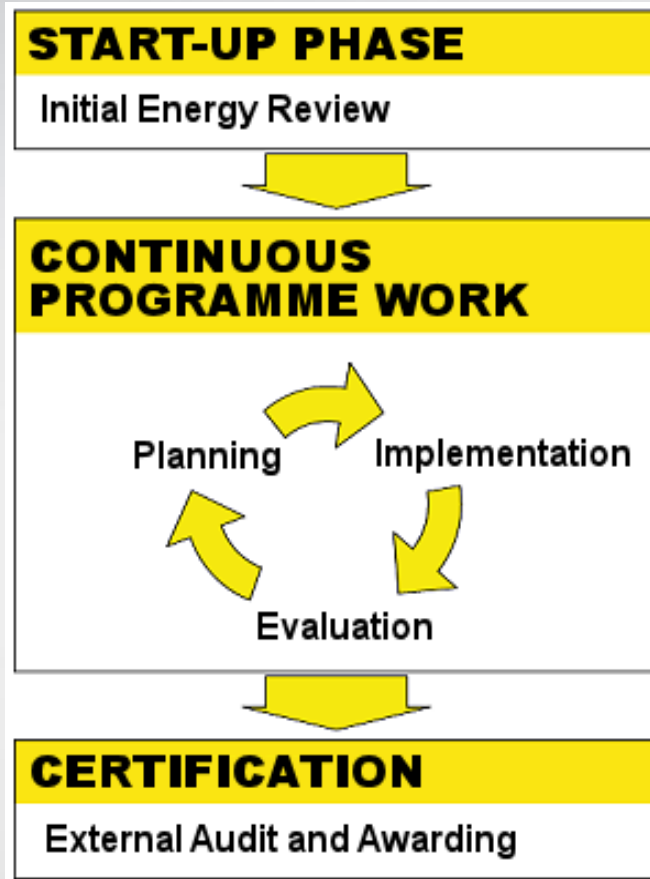 START-UP PHASE
Initial Energy Review
CONTINUOUS
PROGRAMME WORK
Planning
Implementation
Evaluation
CERTIFICATION
External Audit and Awarding